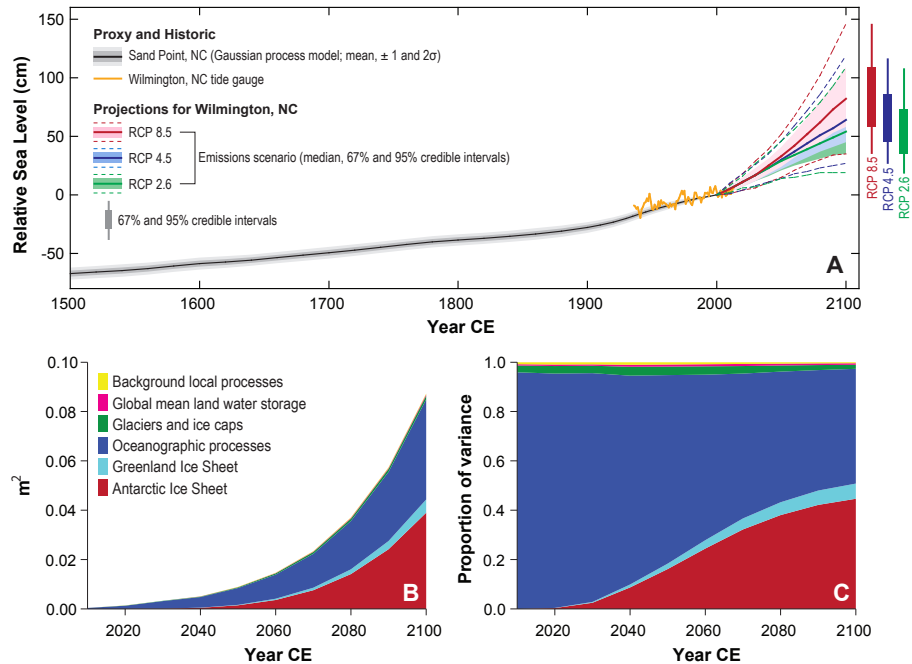 150
100
50
0
-50
Relative Sea Level (cm)
Proxy and Historic
Sand Point, NC (Gaussian process model; mean, ± 1 and 2σ)
Wilmington, NC tide gauge
Projections for Wilmington, NC
RCP 8.5
RCP 4.5
Emissions scenario (median, 67% and 95% credible intervals)
RCP 2.6
67% and 95% credible intervals
A
RCP 8.5
RCP 4.5
RCP 2.6
1500 1600 1700 1800 1900 2000 2100
Year CE
0.10
0.08
0.06
0.04
0.02
0.00
m²
Background local processes
Global mean land water storage
Glaciers and ice caps
Oceanographic processes
Greenland Ice Sheet
Antarctic Ice Sheet
B
2020 2040 2060 2080 2100
Year CE
1.0
0.8
0.6
0.4
0.2
0.0
Proportion of variance
C
2020 2040 2060 2080 2100
Year CE